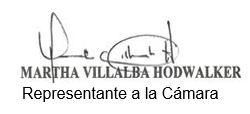 MARTHA VILLALBA HODWALKER
Representante a la Cámara